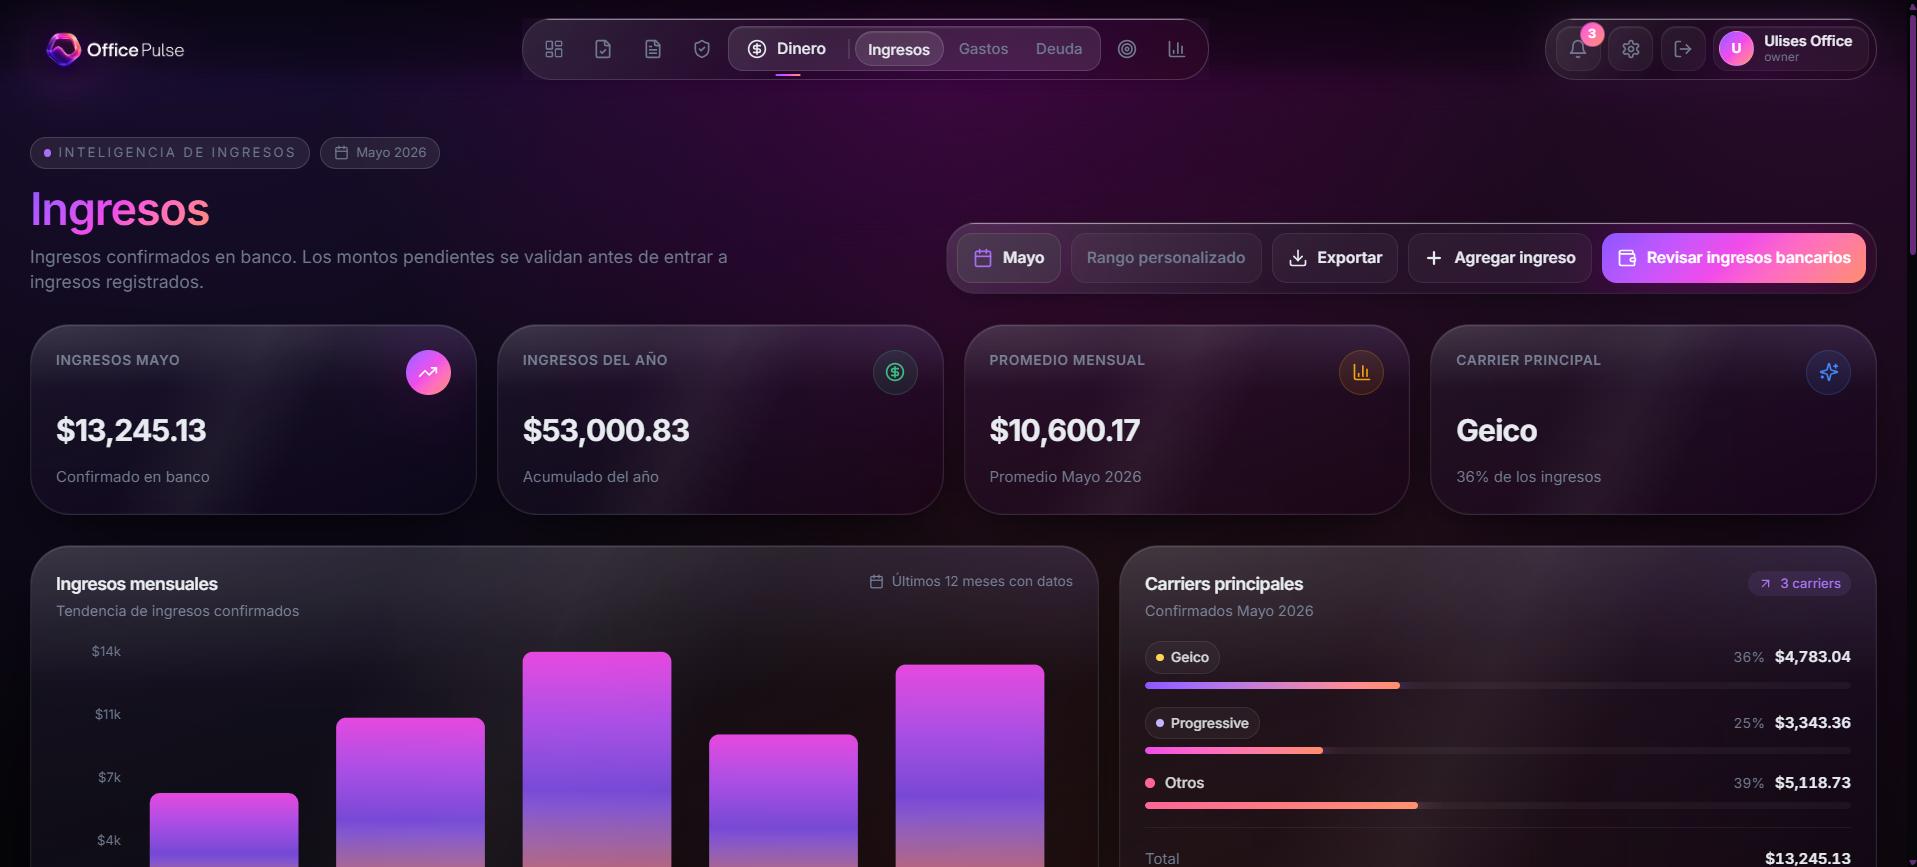 OfficePulse
Dinero
Ingresos
Gastos
Deuda
3
U
Ulises Office
owner
INTELIGENCIA DE INGRESOS
Mayo 2026
Ingresos
Ingresos confirmados en banco. Los montos pendientes se validan antes de entrar a
ingresos registrados.
Mayo
Rango personalizado
Exportar
Agregar ingreso
Revisar ingresos bancarios
INGRESOS MAYO
$13,245.13
Confirmado en banco
INGRESOS DEL AÑO
$53,000.83
Acumulado del año
PROMEDIO MENSUAL
$10,600.17
Promedio Mayo 2026
CARRIER PRINCIPAL
Geico
36% de los ingresos
Ingresos mensuales
Tendencia de ingresos confirmados
Últimos 12 meses con datos
$14k
$11k
$7k
$4k
Carriers principales
Confirmados Mayo 2026
3 carriers
Geico
36% $4,783.04
Progressive
25% $3,343.36
Otros
39% $5,118.73
Total
$13,245.13